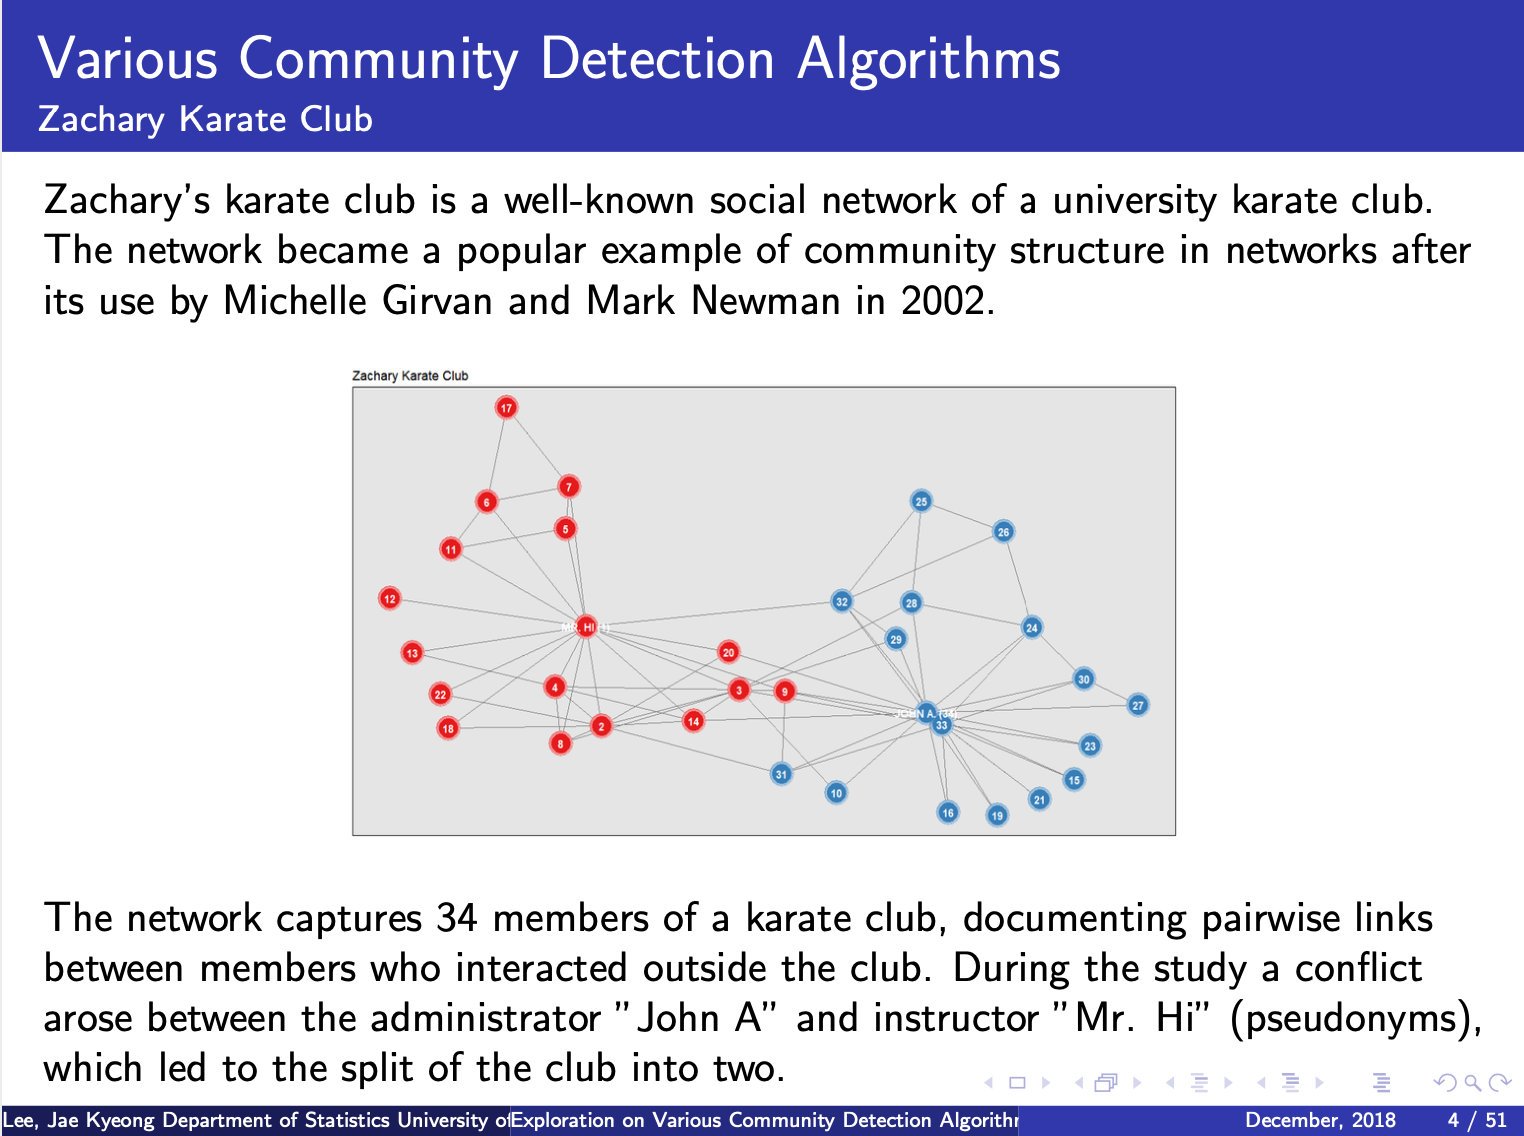 Various Community Detection Algorithms
Zachary Karate Club
Zachary's karate club is a well-known social network of a university karate club.
The network became a popular example of community structure in networks after
its use by Michelle Girvan and Mark Newman in 2002.
Zachary Karate Club
17
7
6
25
5
26
11
12
32
28
MR. HI (1)
24
29
20
13
30
4
3
9
22
27
JOHN A. (34)
14
2
33
18
8
23
31
15
10
21
16
19
The network captures 34 members of a karate club, documenting pairwise links
between members who interacted outside the club. During the study a conflict
arose between the administrator "John A" and instructor "Mr. Hi" (pseudonyms),
which led to the split of the club into two.
Lee, Jae Kyeong Department of Statistics University of
Exploration on Various Community Detection Algorithm
December, 2018
4 / 51